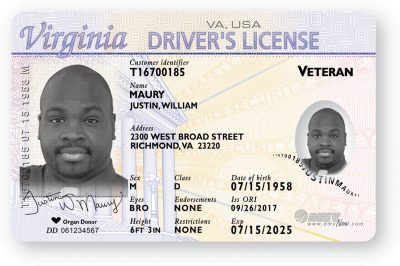 VA, USA
Virginia DRIVER'S LICENSE
Customer identifier
T16700185
VETERAN
Name
MAURY
JUSTIN, WILLIAM
Address
2300 WEST BROAD STREET
RICHMOND, VA 23220
Sex Class Date of birth
M D 07/15/1958
Eyes Endorsements Iss ORI
BRO NONE 09/26/2017
Height Restrictions Exp
6FT 3IN NONE 07/15/2025
Justin W Maury
Organ Donor
DD 061234567
dmv
www.dmvNow.com